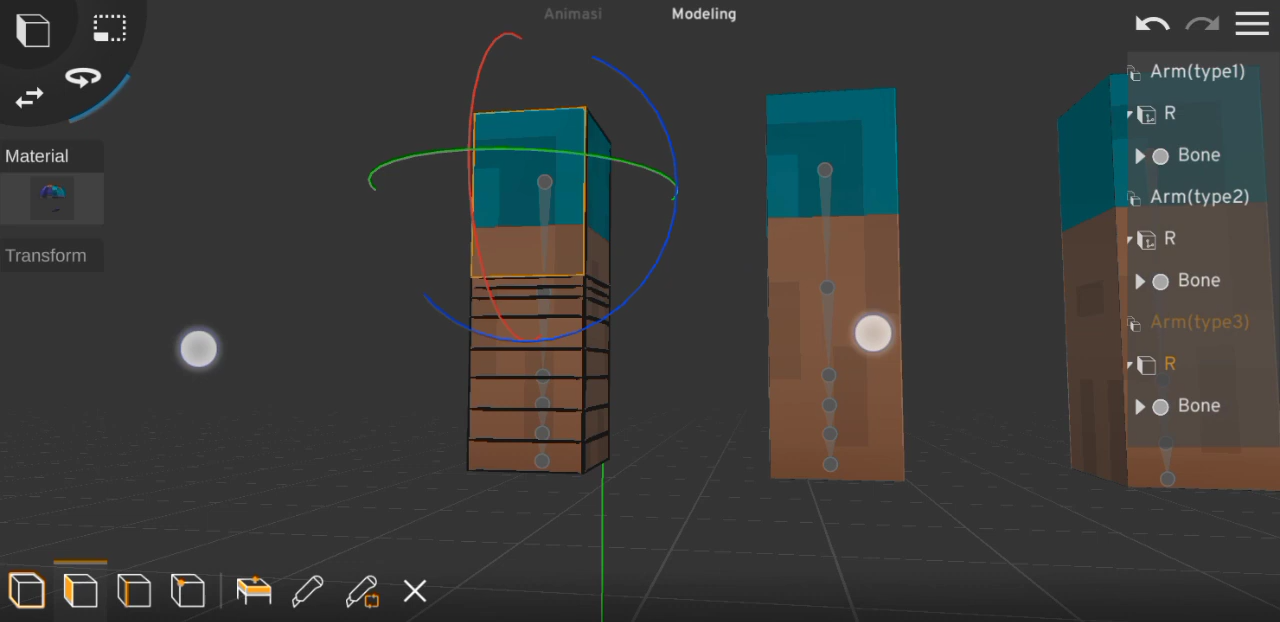 Animasi
Modeling
Material
Transform
Arm(type1)
R
Bone
Arm(type2)
R
Bone
Arm(type3)
R
Bone